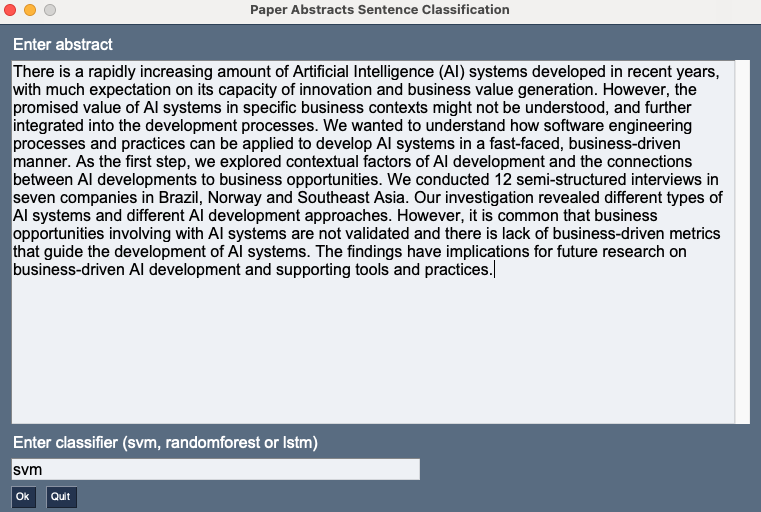 Paper Abstracts Sentence Classification
Enter abstract
There is a rapidly increasing amount of Artificial Intelligence (AI) systems developed in recent years,
with much expectation on its capacity of innovation and business value generation. However, the
promised value of AI systems in specific business contexts might not be understood, and further
integrated into the development processes. We wanted to understand how software engineering
processes and practices can be applied to develop AI systems in a fast-faced, business-driven
manner. As the first step, we explored contextual factors of AI development and the connections
between AI developments to business opportunities. We conducted 12 semi-structured interviews in
seven companies in Brazil, Norway and Southeast Asia. Our investigation revealed different types of
AI systems and different AI development approaches. However, it is common that business
opportunities involving with AI systems are not validated and there is lack of business-driven metrics
that guide the development of AI systems. The findings have implications for future research on
business-driven AI development and supporting tools and practices.
Enter classifier (svm, randomforest or lstm)
svm
Ok Quit